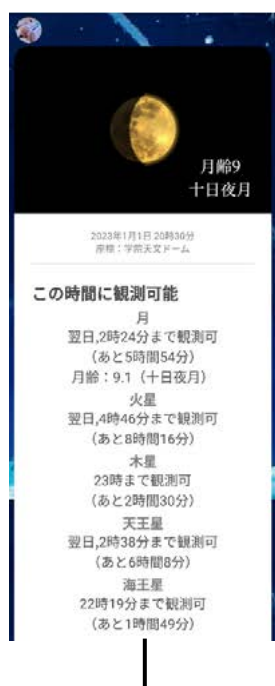 月齢9
十日夜月
2023年1月1日 20時30分
座標：学院天文ドーム
この時間に観測可能
月
翌日,2時24分まで観測可
（あと5時間54分）
月齢：9.1（十日夜月）
火星
翌日,4時46分まで観測可
（あと8時間16分）
木星
23時まで観測可
（あと2時間30分）
天王星
翌日,2時38分まで観測可
（あと6時間8分）
海王星
22時19分まで観測可
（あと1時間49分）